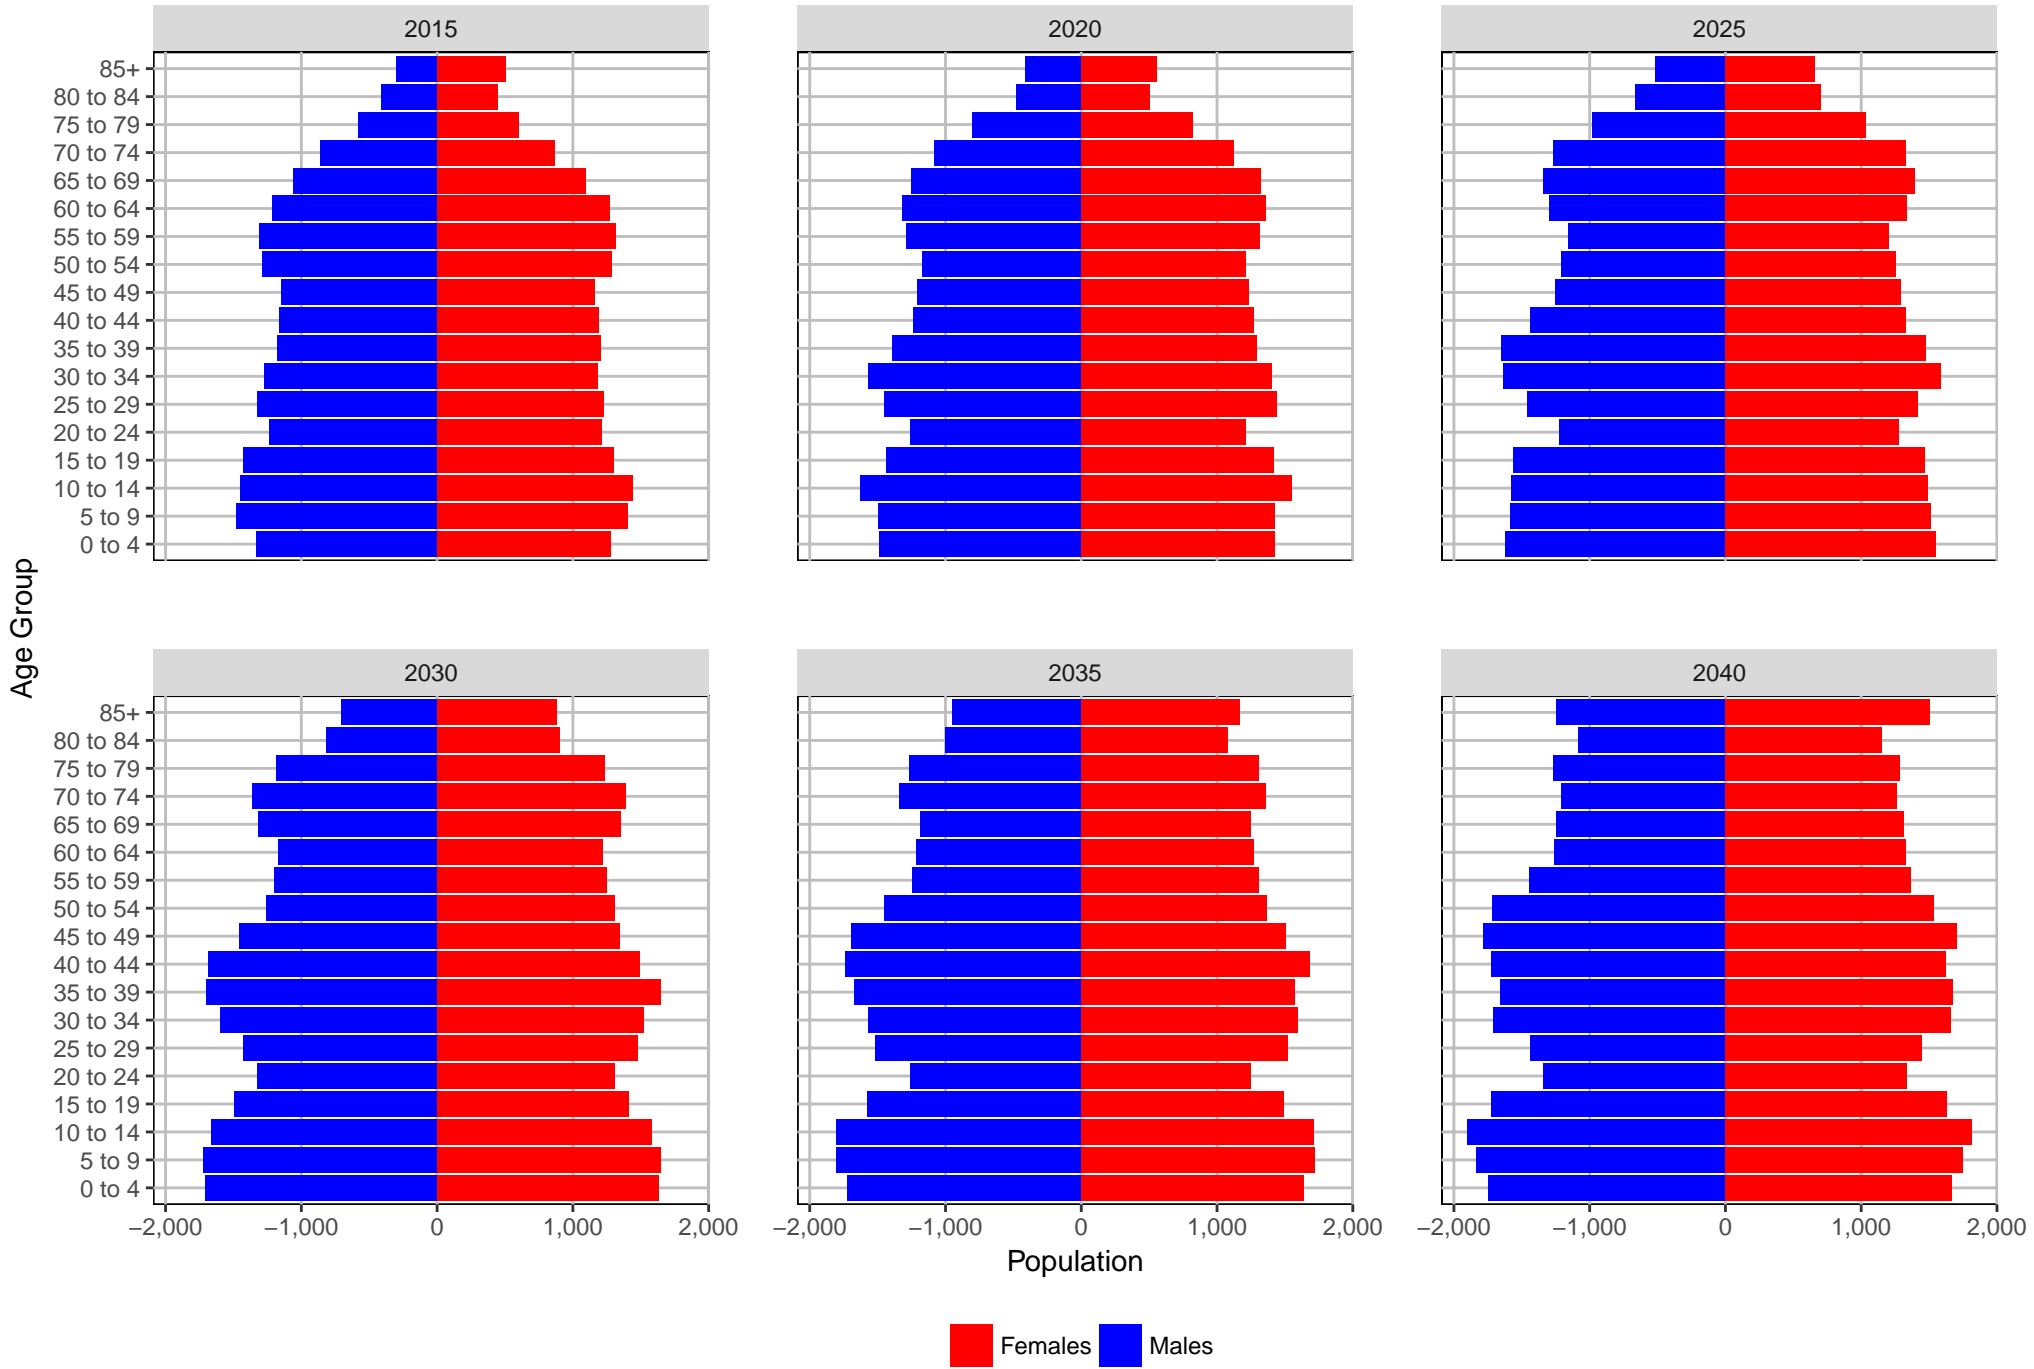 2015 2020 2025
85+
80 to 84
75 to 79
70 to 74
65 to 69
60 to 64
55 to 59
50 to 54
45 to 49
40 to 44
35 to 39
30 to 34
25 to 29
20 to 24
15 to 19
10 to 14
5 to 9
0 to 4
Age Group
2030 2035 2040
85+
80 to 84
75 to 79
70 to 74
65 to 69
60 to 64
55 to 59
50 to 54
45 to 49
40 to 44
35 to 39
30 to 34
25 to 29
20 to 24
15 to 19
10 to 14
5 to 9
0 to 4
−2,000 −1,000 0 1,000 2,000 −2,000 −1,000 0 1,000 2,000 −2,000 −1,000 0 1,000 2,000
Population
Females Males